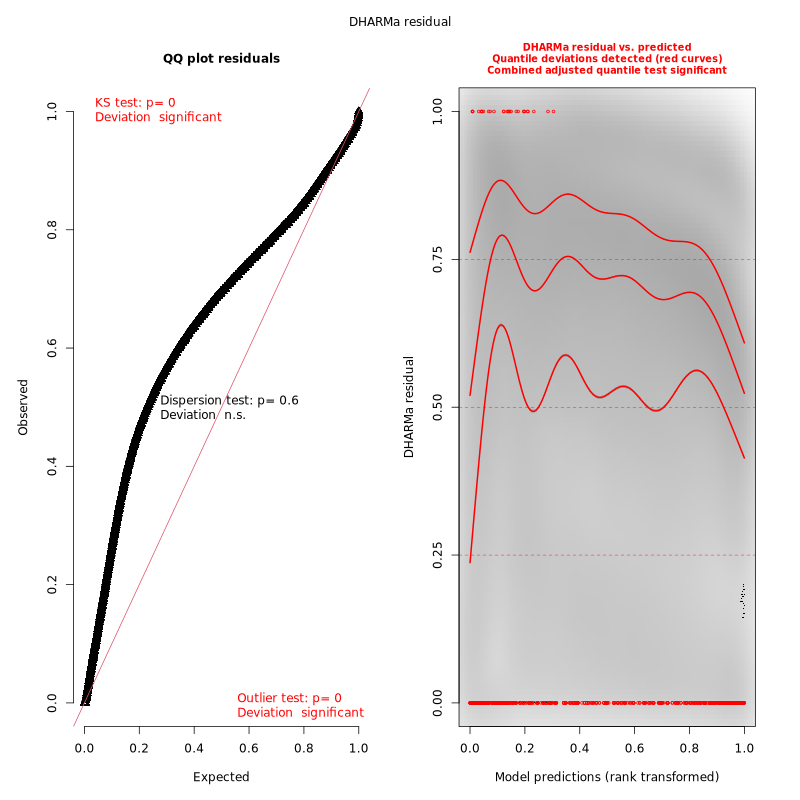 DHARMa residual
QQ plot residuals
KS test: p= 0
Deviation significant
Dispersion test: p= 0.6
Deviation n.s.
Outlier test: p= 0
Deviation significant
0.0
0.2
0.4
0.6
0.8
1.0
Observed
0.0 0.2 0.4 0.6 0.8 1.0
Expected
DHARMa residual vs. predicted
Quantile deviations detected (red curves)
Combined adjusted quantile test significant
0.00
0.25
0.50
0.75
1.00
DHARMa residual
0.0 0.2 0.4 0.6 0.8 1.0
Model predictions (rank transformed)